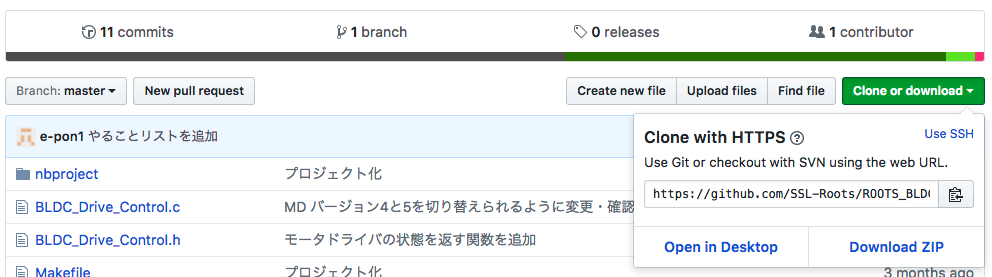 11 commits 1 branch 0 releases 1 contributor
Branch: master New pull request Create new file Upload files Find file Clone or download
e-pon1 やることリストを追加
nbproject プロジェクト化
BLDC_Drive_Control.c MD バージョン4と5を切り替えられるように変更・確認
BLDC_Drive_Control.h モータドライバの状態を返す関数を追加
Makefile プロジェクト化 3 months ago
Clone with HTTPS ? Use SSH
Use Git or checkout with SVN using the web URL.
https://github.com/SSL-Roots/ROOTS_BLDC
Open in Desktop Download ZIP